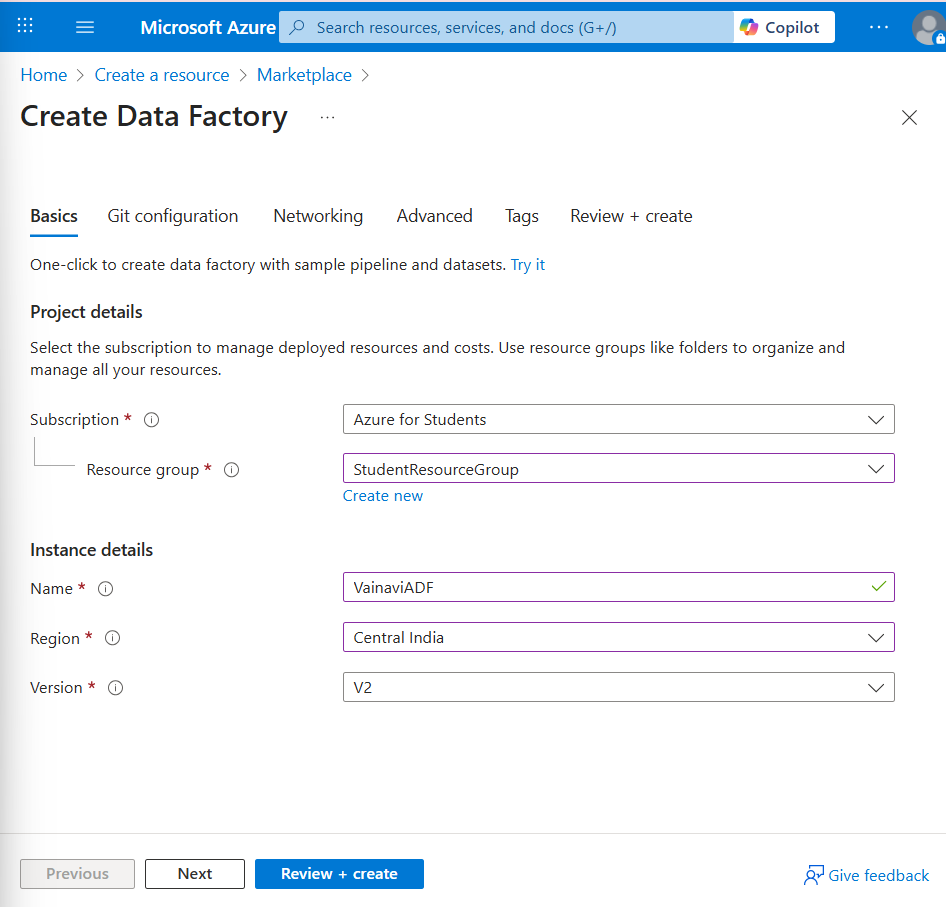 Microsoft Azure Search resources, services, and docs (G+/) Copilot ...
Home > Create a resource > Marketplace >
Create Data Factory ...
Basics Git configuration Networking Advanced Tags Review + create
One-click to create data factory with sample pipeline and datasets. Try it
Project details
Select the subscription to manage deployed resources and costs. Use resource groups like folders to organize and
manage all your resources.
Subscription * Azure for Students
Resource group * StudentResourceGroup
Create new
Instance details
Name * VainaviADF
Region * Central India
Version * V2
Previous Next Review + create Give feedback